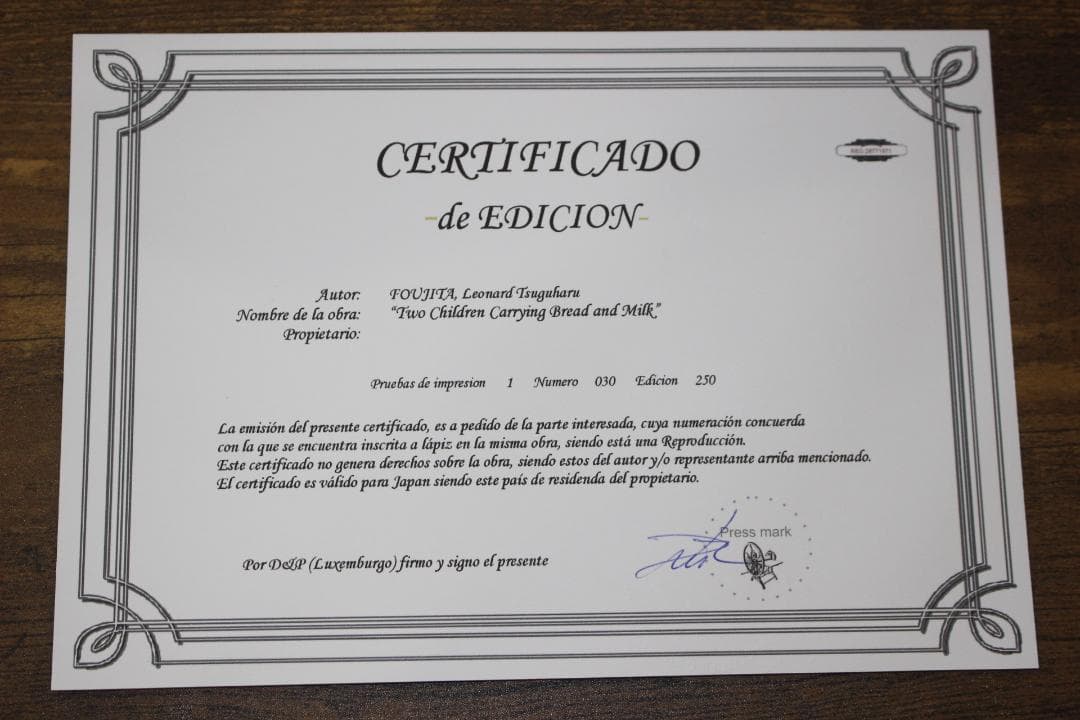 CERTIFICADO
-de EDICION-
Autor: FOUJITA, Leonard Tsuguharu
Nombre de la obra: "Two Children Carrying Bread and Milk"
Propietario:
Pruebas de impresion 1 Numero 030 Edicion 250
La emisión del presente certificado, es a pedido de la parte interesada, cuya numeración concuerda
con la que se encuentra inscrita a lápiz en la misma obra, siendo está una Reproducción.
Este certificado no genera derechos sobre la obra, siendo estos del autor y/o representante arriba mencionado.
El certificado es válido para Japan siendo este país de residenda del propietario.
Press mark
Por D&P (Luxemburgo) firmo y signo el presente